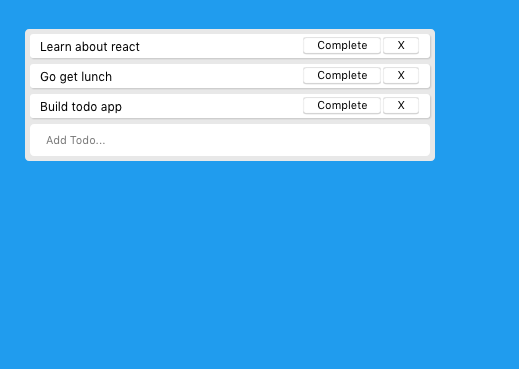 Learn about react Complete X
Go get lunch Complete X
Build todo app Complete X
Add Todo...